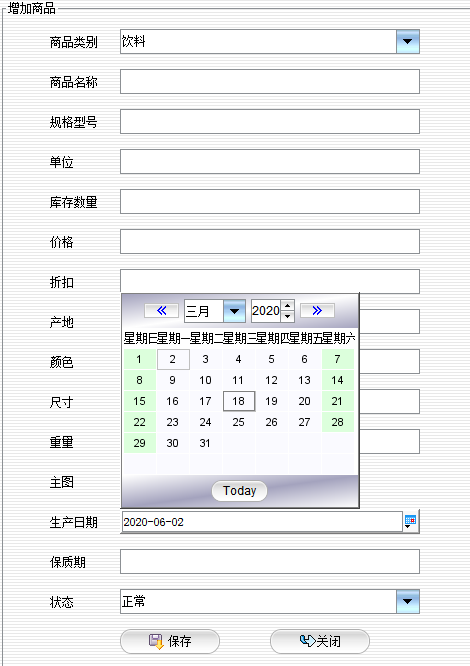 增加商品
商品类别 饮料
商品名称
规格型号
单位
库存数量
价格
折扣
三月 2020
产地
星期日 星期一 星期二 星期三 星期四 星期五 星期六
1 2 3 4 5 6 7
颜色
8 9 10 11 12 13 14
尺寸
15 16 17 18 19 20 21
22 23 24 25 26 27 28
重量
29 30 31
主图
Today
生产日期 2020-06-02
保质期
状态 正常
保存 关闭